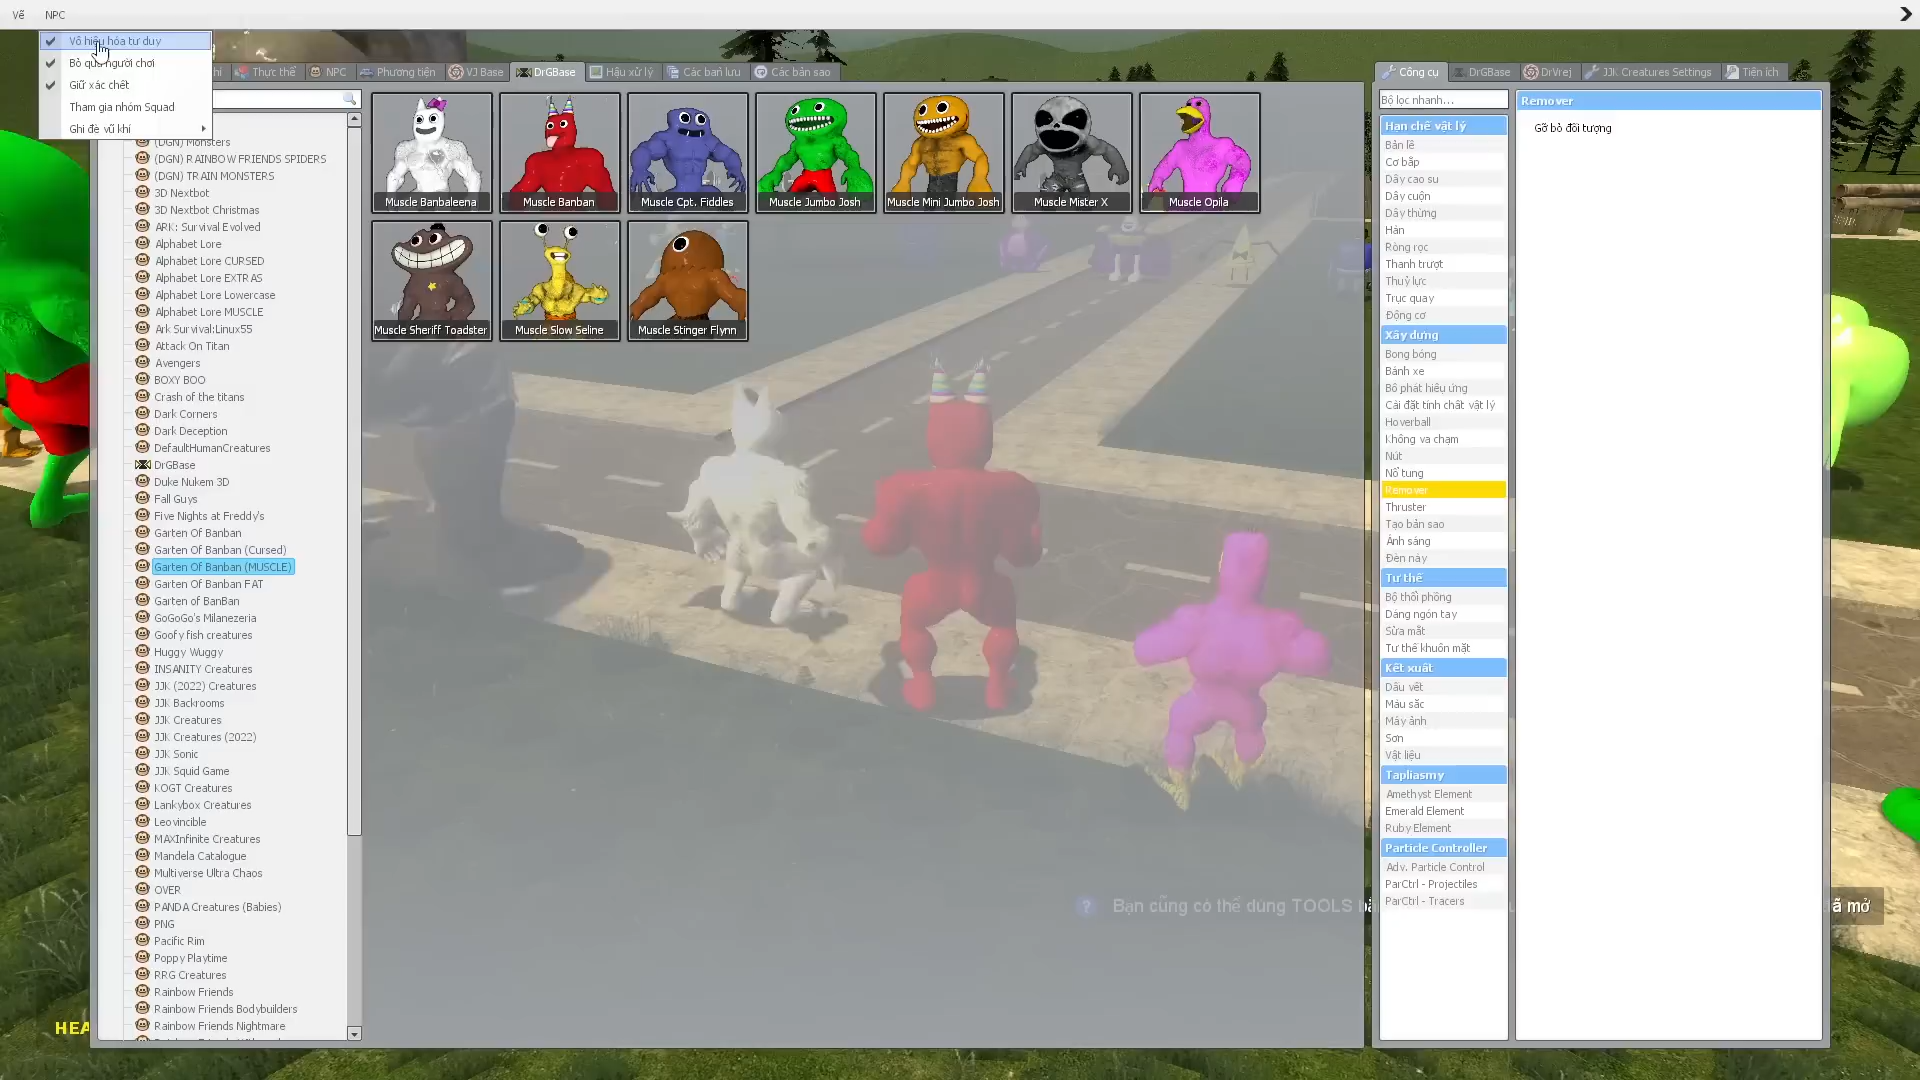 Vẽ NPC
Vô hiệu hóa tư duy
Bỏ qua người chơi
Giữ xác chết
Tham gia nhóm Squad
Ghi đè vũ khí
Thực thể NPC Phương tiện VJ Base DrGBase Hậu xử lý Các bản lưu Các bản sao
(DGN) Monsters
(DGN) RAINBOW FRIENDS SPIDERS
(DGN) TRAIN MONSTERS
3D Nextbot
3D Nextbot Christmas
ARK: Survival Evolved
Alphabet Lore
Alphabet Lore CURSED
Alphabet Lore EXTRAS
Alphabet Lore Lowercase
Alphabet Lore MUSCLE
Ark Survival:Linux55
Attack On Titan
Avengers
BOXY BOO
Crash of the titans
Dark Corners
Dark Deception
DefaultHumanCreatures
DrGBase
Duke Nukem 3D
Fall Guys
Five Nights at Freddy's
Garten Of Banban
Garten Of Banban (Cursed)
Garten Of Banban (MUSCLE)
Garten Of Banban FAT
Garten of BanBan
GoGoGo's Milanezeria
Goofy fish creatures
Huggy Wuggy
INSANITY Creatures
JJK (2022) Creatures
JJK Backrooms
JJK Creatures
JJK Creatures (2022)
JJK Sonic
JJK Squid Game
KOGT Creatures
Lankybox Creatures
Leovincible
MAXInfinite Creatures
Mandela Catalogue
Multiverse Ultra Chaos
OVER
PANDA Creatures (Babies)
PNG
Pacific Rim
Poppy Playtime
RRG Creatures
Rainbow Friends
Rainbow Friends Bodybuilders
Rainbow Friends Nightmare
HEA
Muscle Banbaleena
Muscle Banban
Muscle Cpt. Fiddles
Muscle Jumbo Josh
Muscle Mini Jumbo Josh
Muscle Mister X
Muscle Opila
Muscle Sheriff Toadster
Muscle Slow Seline
Muscle Stinger Flynn
Bạn cũng có thể dùng TOOLS
đã mở
Công cụ DrGBase DrVrej JJK Creatures Settings Tiện ích
Bộ lọc nhanh...
Hạn chế vật lý
Bản lề
Cơ bắp
Dây cao su
Dây cuộn
Dây thừng
Hàn
Ròng rọc
Thanh trượt
Thuỷ lực
Trục quay
Động cơ
Xây dựng
Bong bóng
Bánh xe
Bộ phát hiệu ứng
Cài đặt tính chất vật lý
Hoverball
Không va chạm
Nút
Nổ tung
Remover
Thruster
Tạo bản sao
Ánh sáng
Đèn này
Tư thế
Bộ thổi phồng
Dáng ngón tay
Sửa mắt
Tư thế khuôn mặt
Kết xuất
Dấu vết
Màu sắc
Máy ảnh
Sơn
Vật liệu
Tapliasmy
Amethyst Element
Emerald Element
Ruby Element
Particle Controller
Adv. Particle Control
ParCtrl - Projectiles
ParCtrl - Tracers
Remover
Gỡ bỏ đối tượng